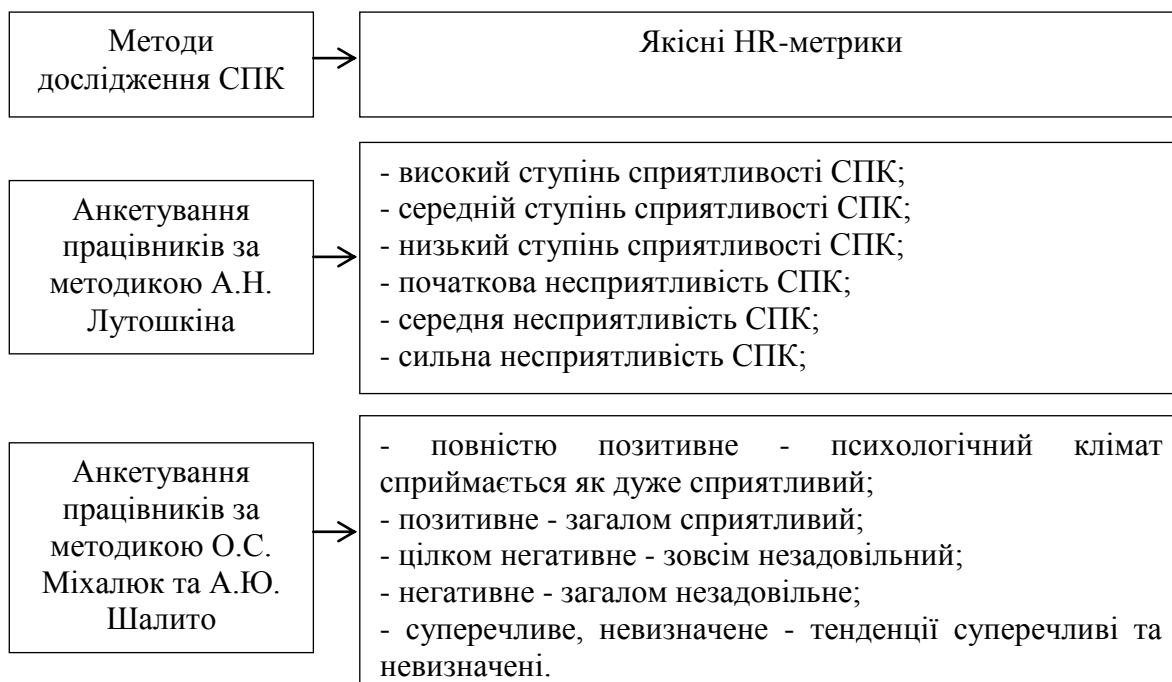 Методи
дослідження СПК
Якісні HR-метрики
Анкетування
працівників за
методикою А.Н.
Лутошкіна
- високий ступінь сприятливості СПК;
- середній ступінь сприятливості СПК;
- низький ступінь сприятливості СПК;
- початкова несприятливість СПК;
- середня несприятливість СПК;
- сильна несприятливість СПК;
Анкетування
працівників за
методикою О.С.
Міхалюк та А.Ю.
Шалито
- повністю позитивне - психологічний клімат
сприймається як дуже сприятливий;
- позитивне - загалом сприятливий;
- цілком негативне - зовсім незадовільний;
- негативне - загалом незадовільне;
- суперечливе, невизначене - тенденції суперечливі та
невизначені.